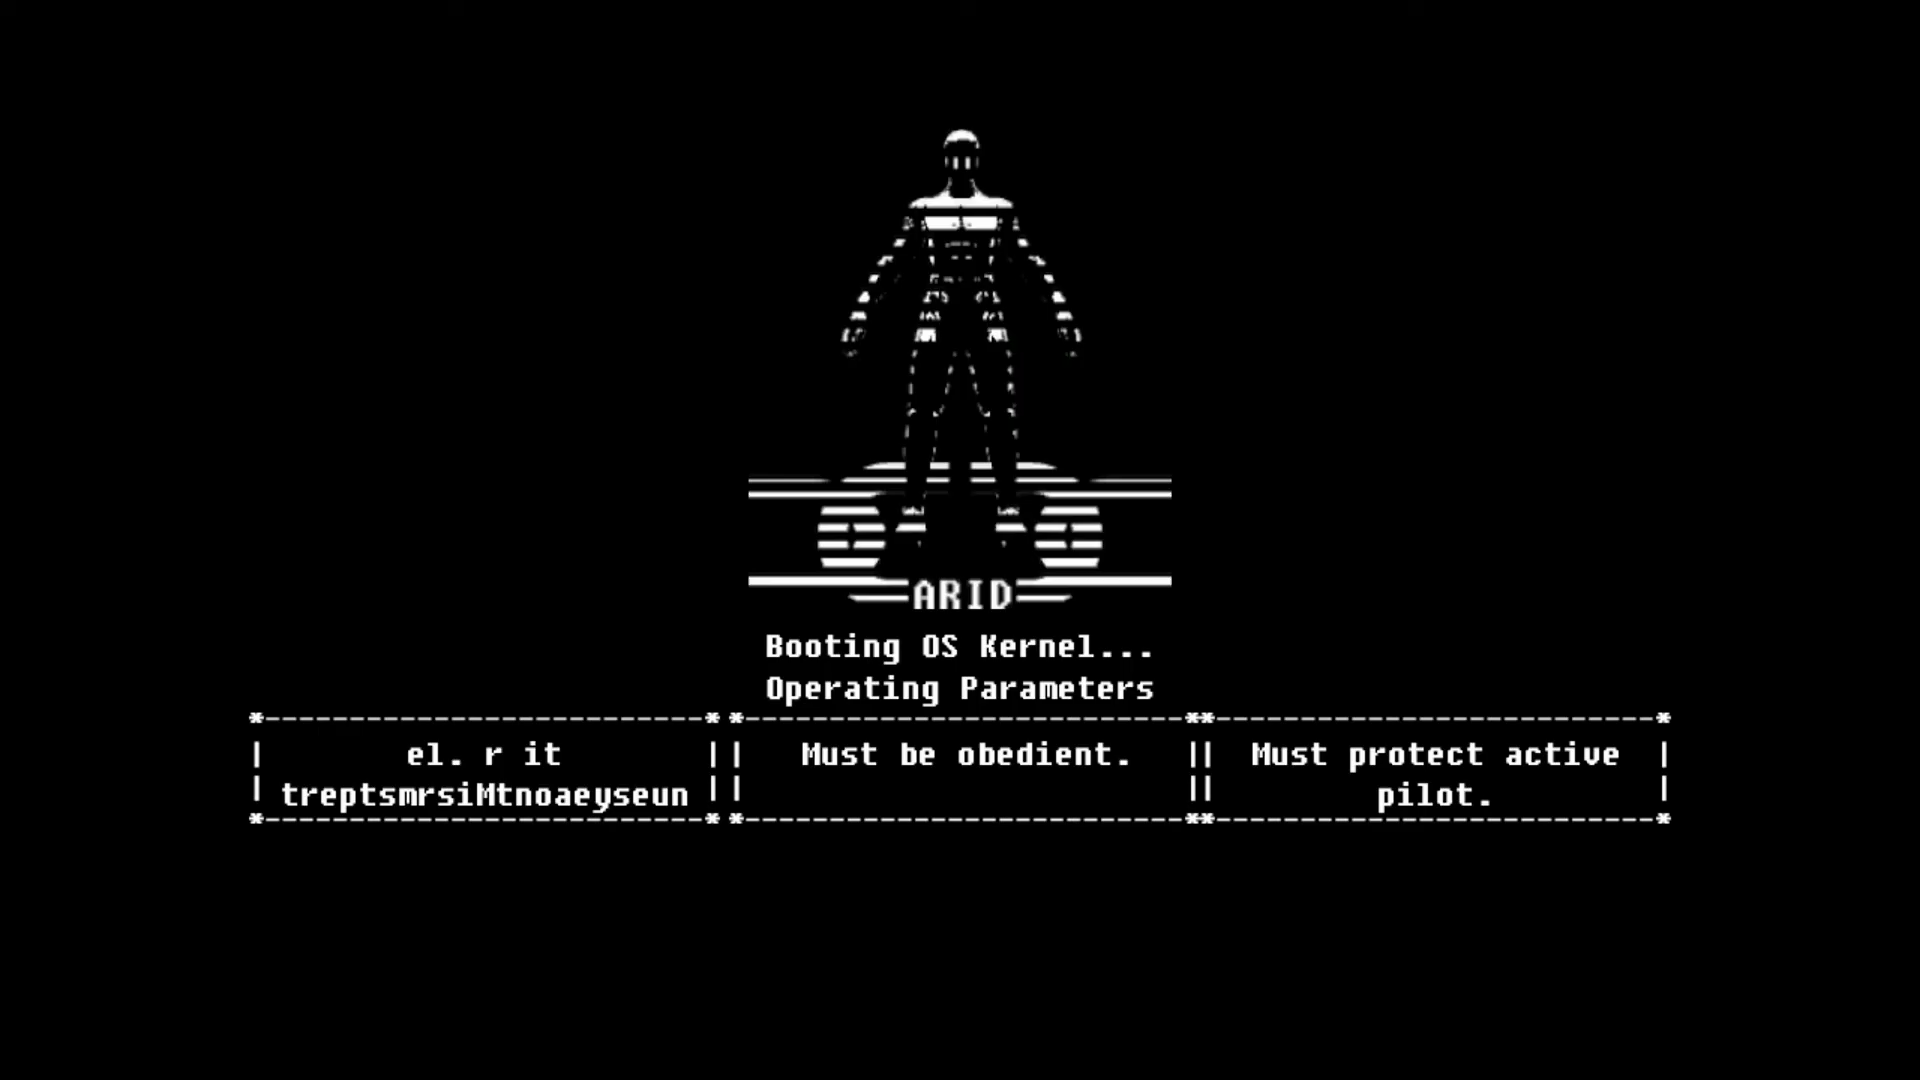 ARID
Booting OS Kernel...
Operating Parameters
el. r it
treptsmrsiMtnoaeyseun
Must be obedient.
Must protect active
pilot.